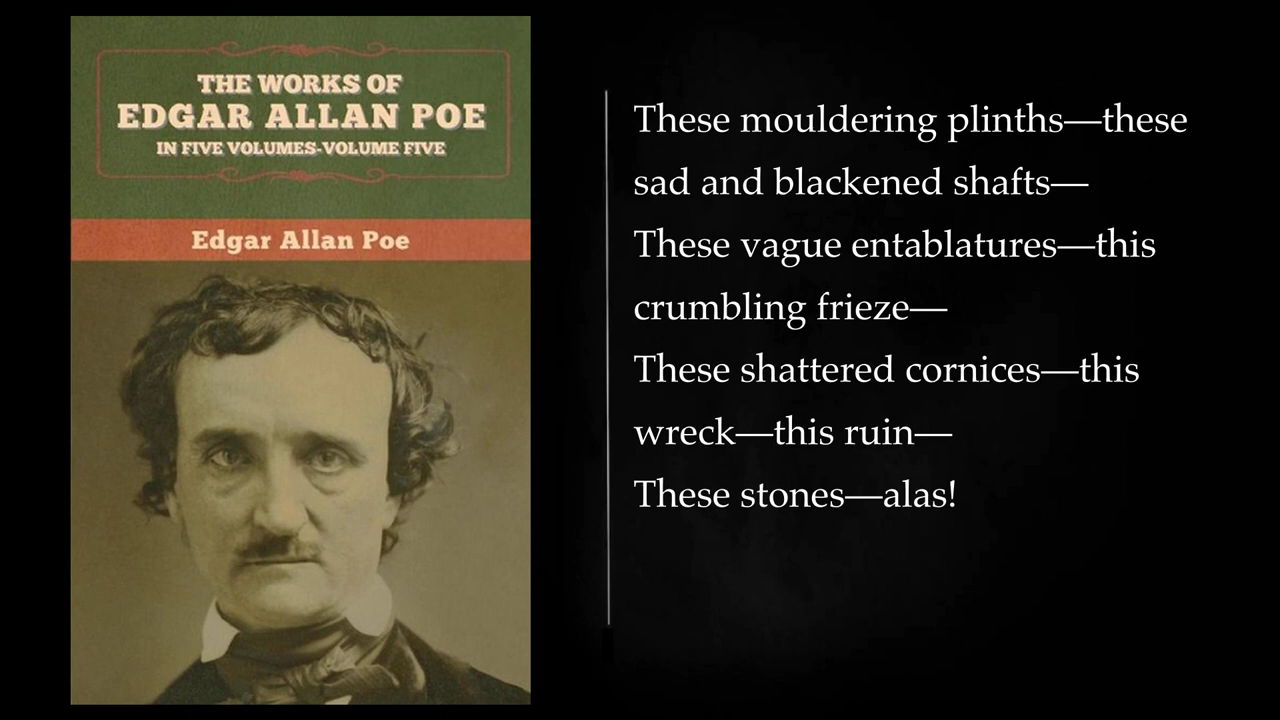 THE WORKS OF
EDGAR ALLAN POE
IN FIVE VOLUMES-VOLUME FIVE
Edgar Allan Poe
These mouldering plinths—these
sad and blackened shafts—
These vague entablatures—this
crumbling frieze—
These shattered cornices—this
wreck—this ruin—
These stones—alas!